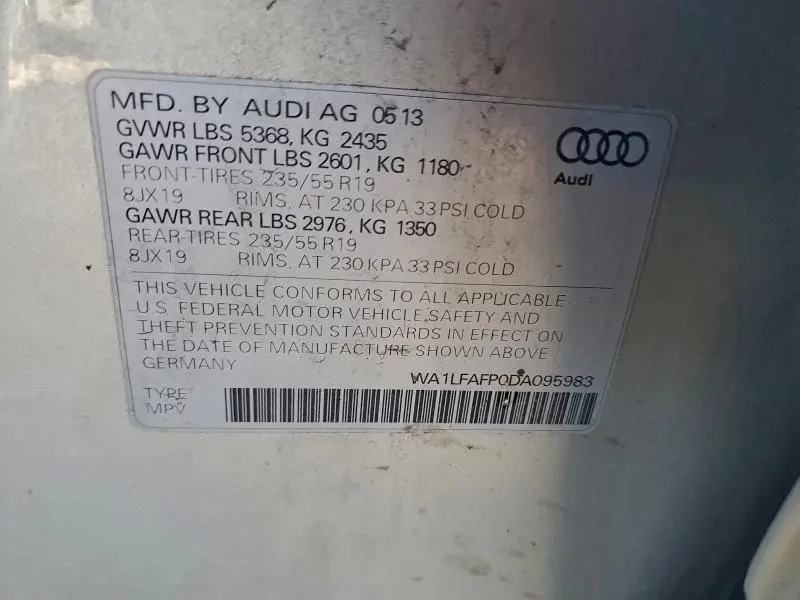 MFD. BY AUDI AG 0513
GVWR LBS 5368, KG 2435
GAWR FRONT LBS 2601, KG 1180
FRONT-TIRES 235/55 R19
8JX19 RIMS, AT 230 KPA 33 PSI COLD
GAWR REAR LBS 2976, KG 1350
REAR-TIRES 235/55 R19
8JX19 RIMS, AT 230 KPA 33 PSI COLD
Audi
THIS VEHICLE CONFORMS TO ALL APPLICABLE
U.S. FEDERAL MOTOR VEHICLE SAFETY AND
THEFT PREVENTION STANDARDS IN EFFECT ON
THE DATE OF MANUFACTURE SHOWN ABOVE
GERMANY
WA1LFAFP0DA095983
TYPE
MPV